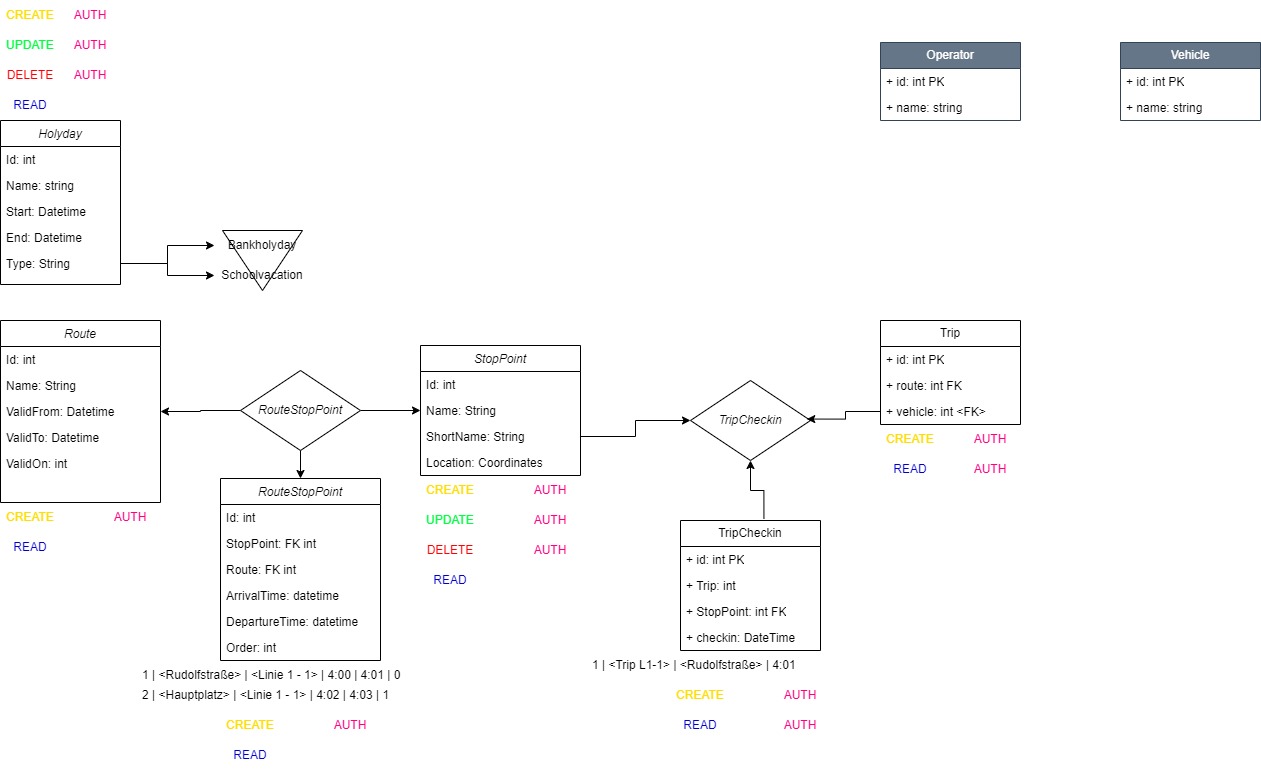 CREATE AUTH
UPDATE AUTH
DELETE AUTH
READ
Holyday
Id: int
Name: string
Start: Datetime
End: Datetime
Type: String
Bankholyday
Schoolvacation
Operator
+ id: int PK
+ name: string
Vehicle
+ id: int PK
+ name: string
Route
Id: int
Name: String
ValidFrom: Datetime
ValidTo: Datetime
ValidOn: int
CREATE AUTH
READ
RouteStopPoint
RouteStopPoint
Id: int
StopPoint: FK int
Route: FK int
ArrivalTime: datetime
DepartureTime: datetime
Order: int
1 | <Rudolfstraße> | <Linie 1 - 1> | 4:00 | 4:01 | 0
2 | <Hauptplatz> | <Linie 1 - 1> | 4:02 | 4:03 | 1
CREATE AUTH
READ
StopPoint
Id: int
Name: String
ShortName: String
Location: Coordinates
CREATE AUTH
UPDATE AUTH
DELETE AUTH
READ
TripCheckin
TripCheckin
+ id: int PK
+ Trip: int
+ StopPoint: int FK
+ checkin: DateTime
1 | <Trip L1-1> | <Rudolfstraße> | 4:01
CREATE AUTH
READ AUTH
Trip
+ id: int PK
+ route: int FK
+ vehicle: int <FK>
CREATE AUTH
READ AUTH